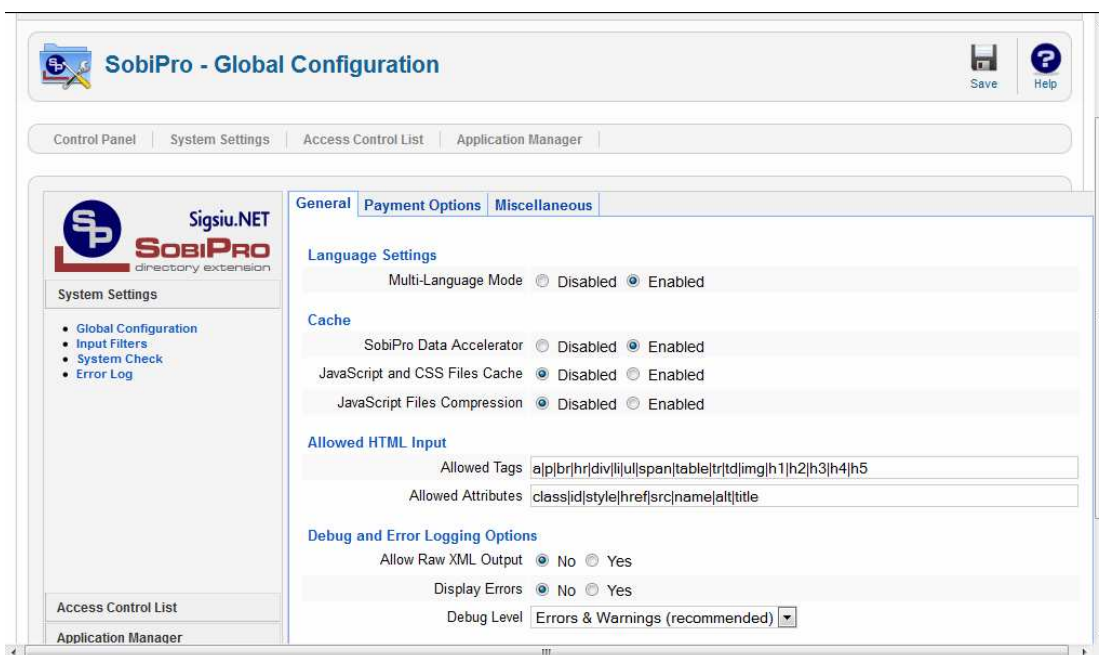 SobiPro - Global Configuration
Save
Help
Control Panel | System Settings | Access Control List | Application Manager |
SP
Sigsiu.NET
SOBIPRO
directory extension
System Settings
Global Configuration
Input Filters
System Check
Error Log
Access Control List
Application Manager
General Payment Options Miscellaneous
Language Settings
Multi-Language Mode Disabled Enabled
Cache
SobiPro Data Accelerator Disabled Enabled
JavaScript and CSS Files Cache Disabled Enabled
JavaScript Files Compression Disabled Enabled
Allowed HTML Input
Allowed Tags a|p|br|hr|div|li|ul|span|table|tr|td|img|h1|h2|h3|h4|h5
Allowed Attributes class|id|style|href|src|name|alt|title
Debug and Error Logging Options
Allow Raw XML Output No Yes
Display Errors No Yes
Debug Level Errors & Warnings (recommended)